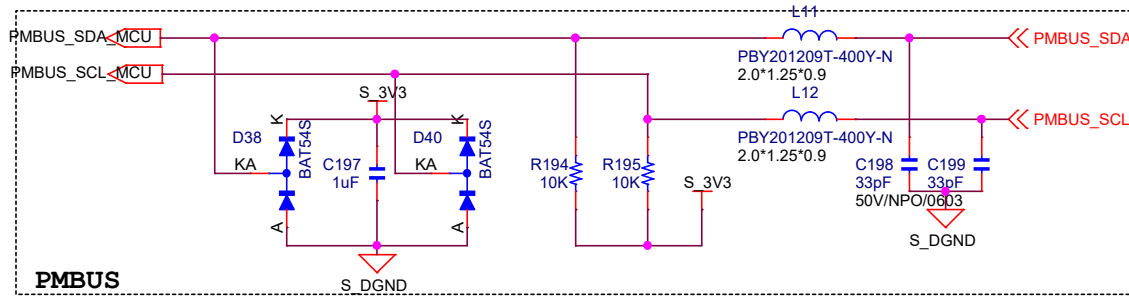 L11
PMBUS_SDA_MCU
PMBUS_SDA
PBY201209T-400Y-N
2.0*1.25*0.9
PMBUS_SCL_MCU
S_3V3
L12
PMBUS_SCL
D38
K
BAT54S
KA
C197
1uF
D40
K
BAT54S
KA
PBY201209T-400Y-N
2.0*1.25*0.9
R194
10K
R195
10K
S_3V3
C198
33pF
C199
33pF
50V/NPO/0603
A
A
S_DGND
S_DGND
PMBUS